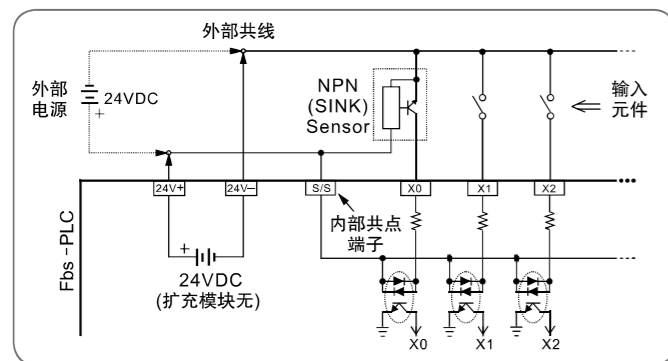 外部共线
外部
电源
24VDC
+
NPN
(SINK)
Sensor
输入
元件
24V+
24V–
S/S
X0
X1
X2
Fbs-PLC
内部共点
端子
+
24VDC
(扩充模块无)
X0
X1
X2